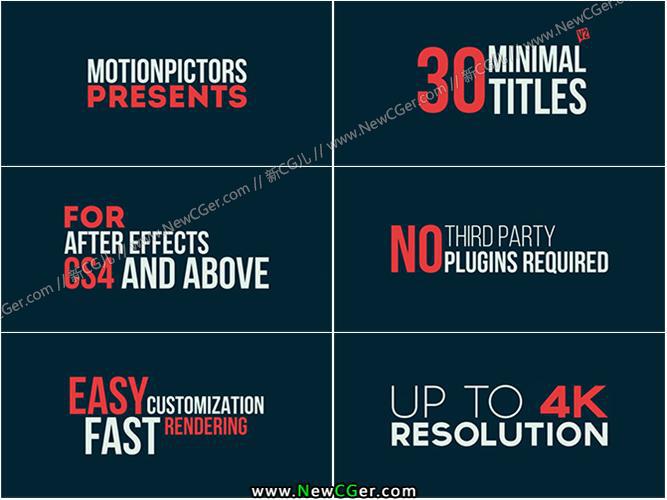 MOTIONPICTORS
PRESENTS
V2
30 MINIMAL
TITLES
FOR
AFTER EFFECTS
CS4 AND ABOVE
NO THIRD PARTY
PLUGINS REQUIRED
EASY CUSTOMIZATION
FAST RENDERING
UP TO 4K
RESOLUTION
NewCGer.com // 新CG儿 // www.NewCGer.com // 新CG儿 // www.NewCGer.com // 新CG儿 // www.NewCGer.com
www.NewCGer.com